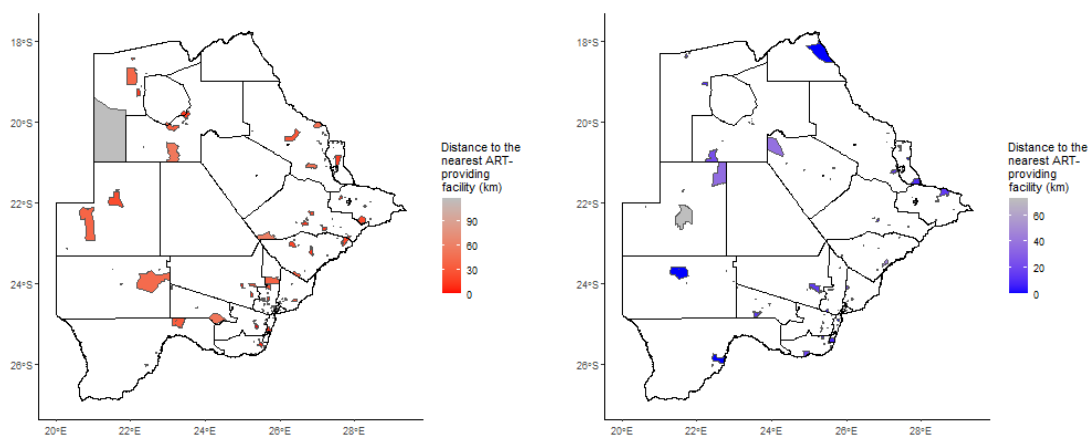 18°S
20°S
22°S
24°S
26°S
20°E
22°E
24°E
26°E
28°E
Distance to the
nearest ART-
providing
facility (km)
90
60
30
0
18°S
20°S
22°S
24°S
26°S
20°E
22°E
24°E
26°E
28°E
Distance to the
nearest ART-
providing
facility (km)
60
40
20
0